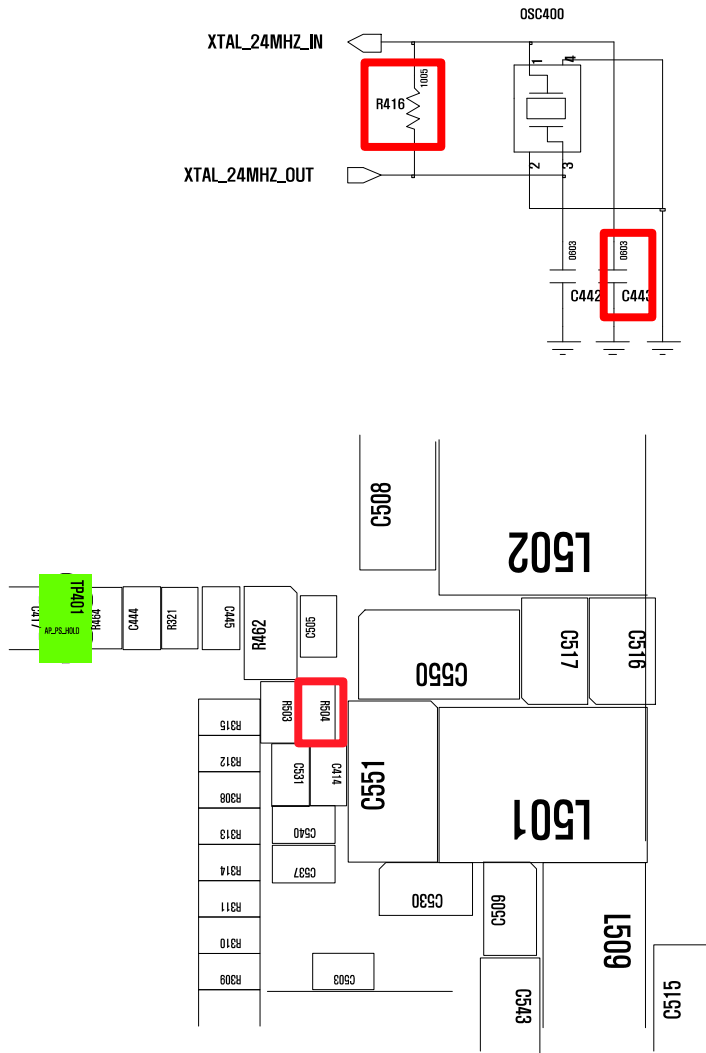 OSC400
XTAL_24MHZ_IN
1
4
1005
R416
XTAL_24MHZ_OUT
2
3
0603
0603
C442
C443
C508
L502
TP401
C417
AP_PS_HOLD
R464
C444
R321
C445
R462
C505
C550
C517
C516
R315
R503
R504
R312
C531
C414
C551
R308
L501
R313
C540
R314
C537
R311
C530
C509
R310
L509
R309
C503
C543
C515